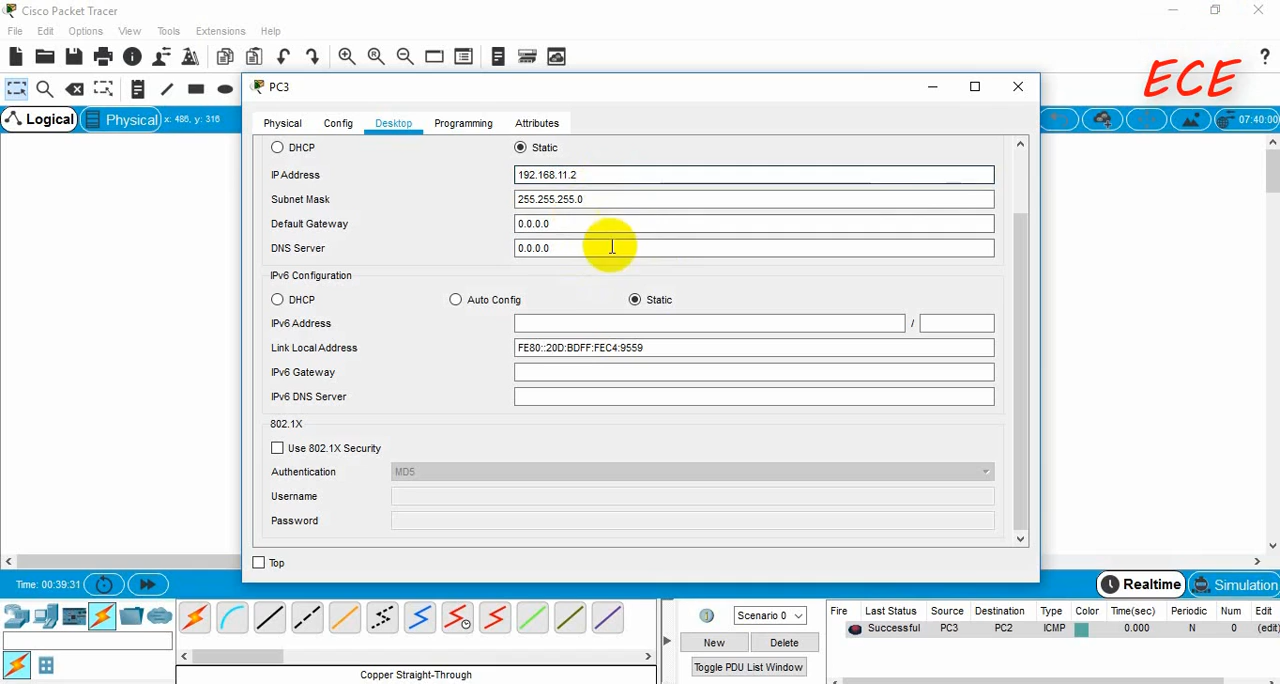 Cisco Packet Tracer
File Edit Options View Tools Extensions Help
ECE
?
PC3
Logical Physical x: 486, y: 316 07:40:00
Physical Config Desktop Programming Attributes
DHCP Static
IP Address 192.168.11.2
Subnet Mask 255.255.255.0
Default Gateway 0.0.0.0
DNS Server 0.0.0.0
IPv6 Configuration
DHCP Auto Config Static
IPv6 Address /
Link Local Address FE80::20D:BDFF:FEC4:9559
IPv6 Gateway
IPv6 DNS Server
802.1X
Use 802.1X Security
Authentication MD5
Username
Password
Top
Time: 00:39:31 Realtime Simulation
Scenario 0 Fire Last Status Source Destination Type Color Time(sec) Periodic Num Edit
Successful PC3 PC2 ICMP 0.000 N 0 (edit)
New Delete
Toggle PDU List Window
Copper Straight-Through